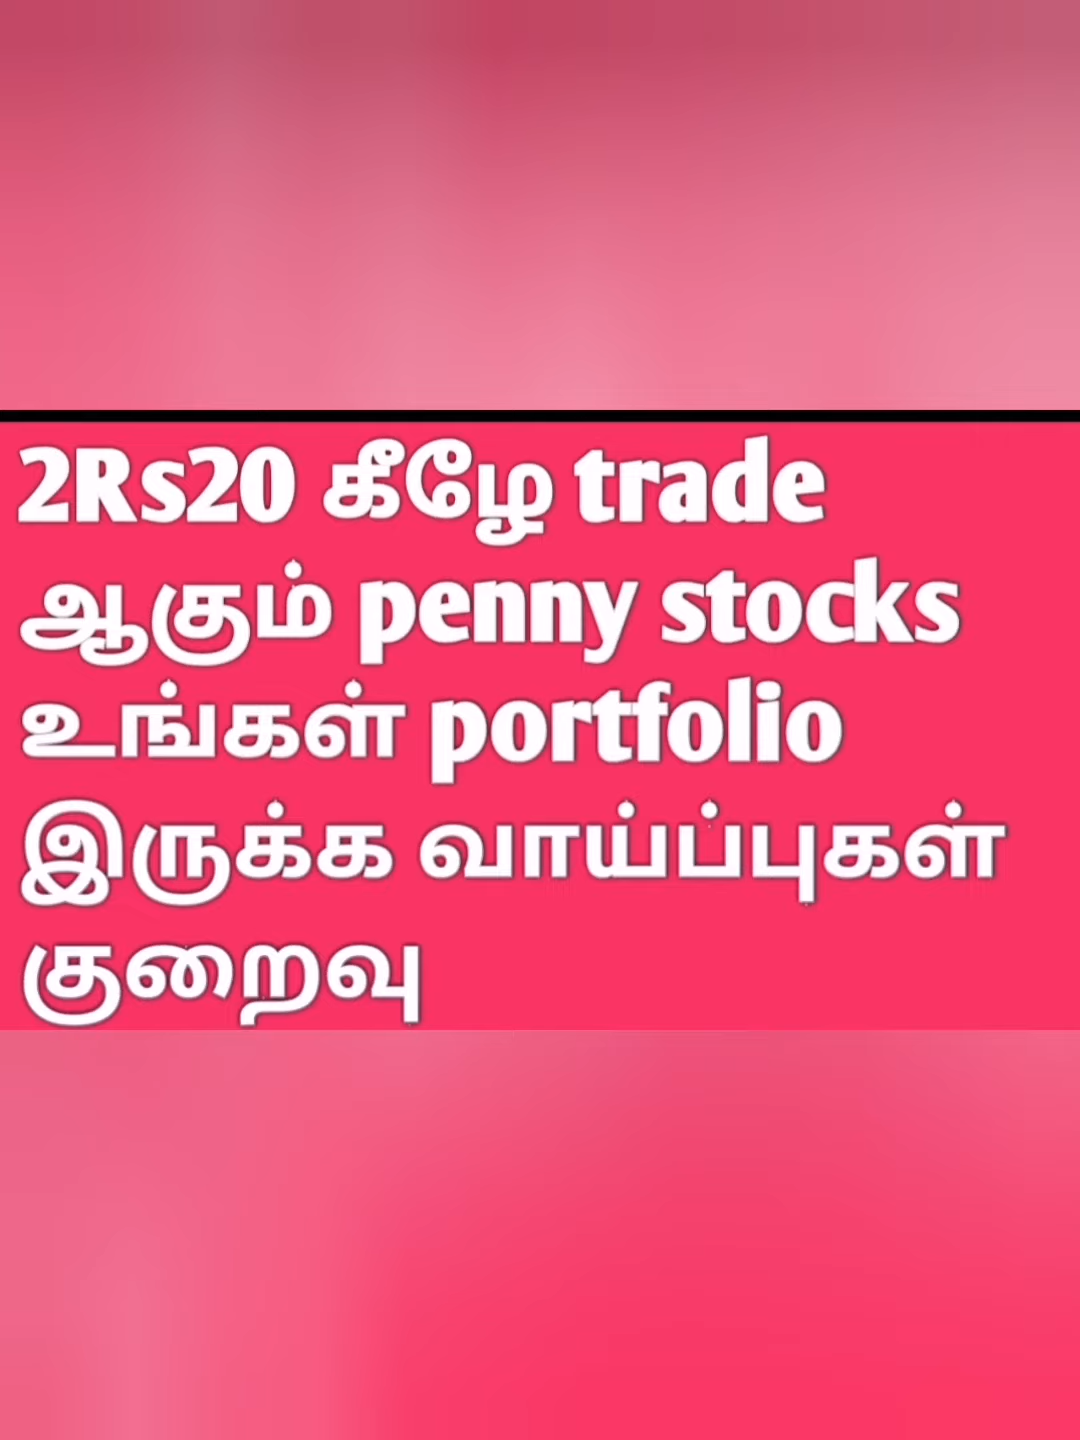 2Rs20 கீழே trade
ஆகும் penny stocks
உங்கள் portfolio
இருக்க வாய்ப்புகள்
குறைவு